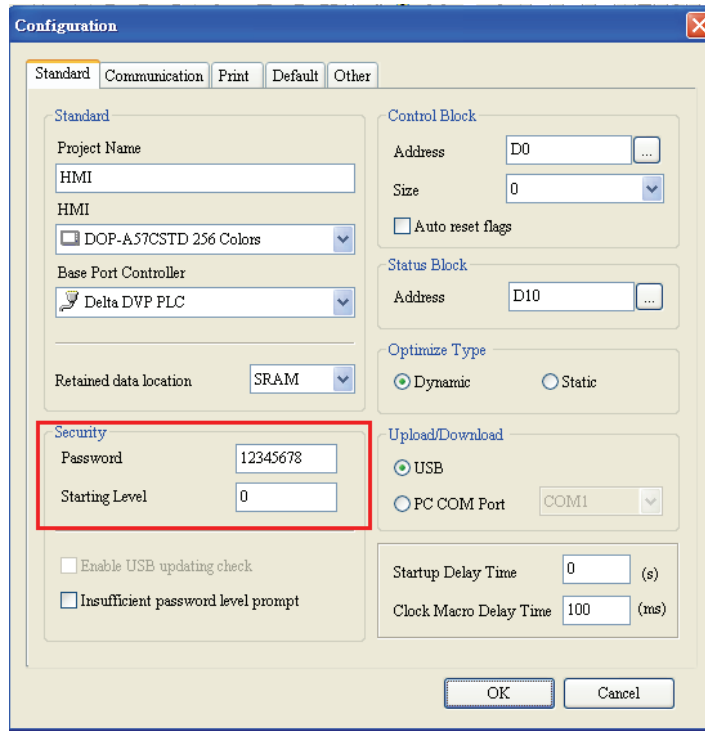 Configuration
Standard Communication Print Default Other
Standard
Project Name
HMI
HMI
DOP-A57CSTD 256 Colors
Base Port Controller
Delta DVP PLC
Retained data location SRAM
Security
Password 12345678
Starting Level 0
Enable USB updating check
Insufficient password level prompt
Control Block
Address D0 ...
Size 0
Auto reset flags
Status Block
Address D10 ...
Optimize Type
Dynamic Static
Upload/Download
USB
PC COM Port COM1
Startup Delay Time 0 (s)
Clock Macro Delay Time 100 (ms)
OK Cancel